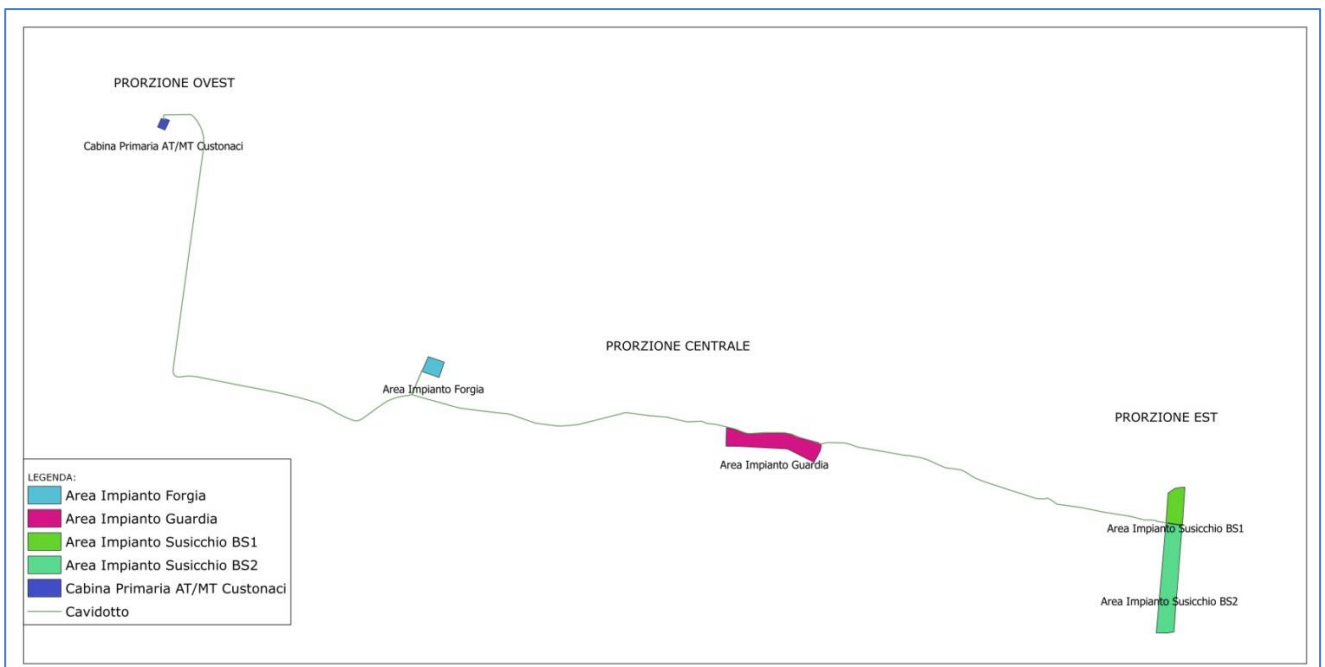 PRORZIONE OVEST
Cabina Primaria AT/MT Custonaci
PRORZIONE CENTRALE
Area Impianto Forgia
PRORZIONE EST
Area Impianto Guardia
Area Impianto Susicchio BS1
Area Impianto Susicchio BS2
LEGENDA:
Area Impianto Forgia
Area Impianto Guardia
Area Impianto Susicchio BS1
Area Impianto Susicchio BS2
Cabina Primaria AT/MT Custonaci
Cavidotto